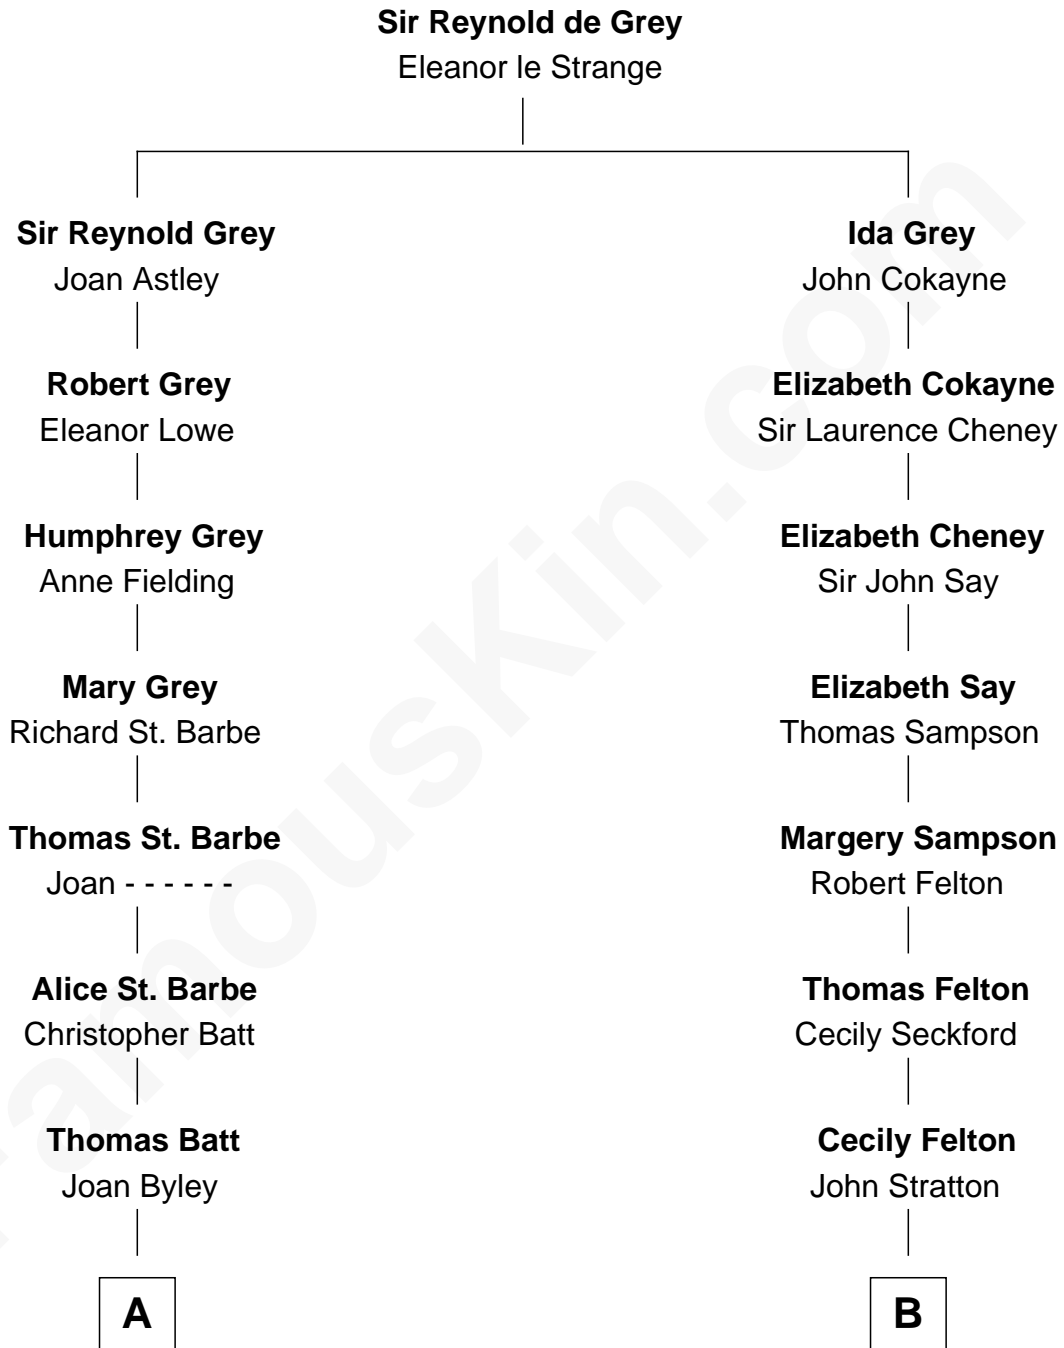 Sir Reynold de Grey
Eleanor le Strange
Sir Reynold Grey
Joan Astley
Ida Grey
John Cokayne
Robert Grey
Eleanor Lowe
Elizabeth Cokayne
Sir Laurence Cheney
Humphrey Grey
Anne Fielding
Elizabeth Cheney
Sir John Say
Mary Grey
Richard St. Barbe
Elizabeth Say
Thomas Sampson
Thomas St. Barbe
Joan - - - - - -
Margery Sampson
Robert Felton
Alice St. Barbe
Christopher Batt
Thomas Felton
Cecily Seckford
Thomas Batt
Joan Byley
Cecily Felton
John Stratton
A
B
FamousKin.com